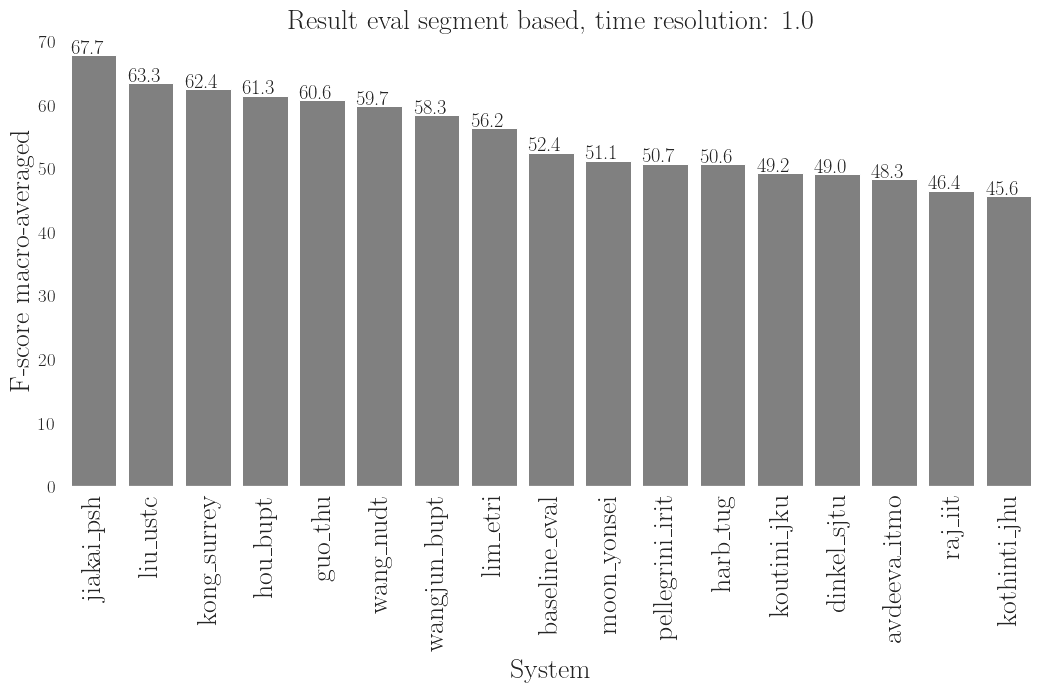 Result eval segment based, time resolution: 1.0
F-score macro-averaged
70
60
50
40
30
20
10
0
67.7
63.3
62.4
61.3
60.6
59.7
58.3
56.2
52.4
51.1
50.7
50.6
49.2
49.0
48.3
46.4
45.6
jiakai_psh
liu_ustc
kong_surrey
hou_bupt
guo_thu
wang_nudt
wangjun_bupt
lim_etri
baseline_eval
moon_yonsei
pellegrini_irit
harb_tug
koutini_jku
dinkel_sjtu
avdeeva_itmo
raj_iit
kothinti_jhu
System